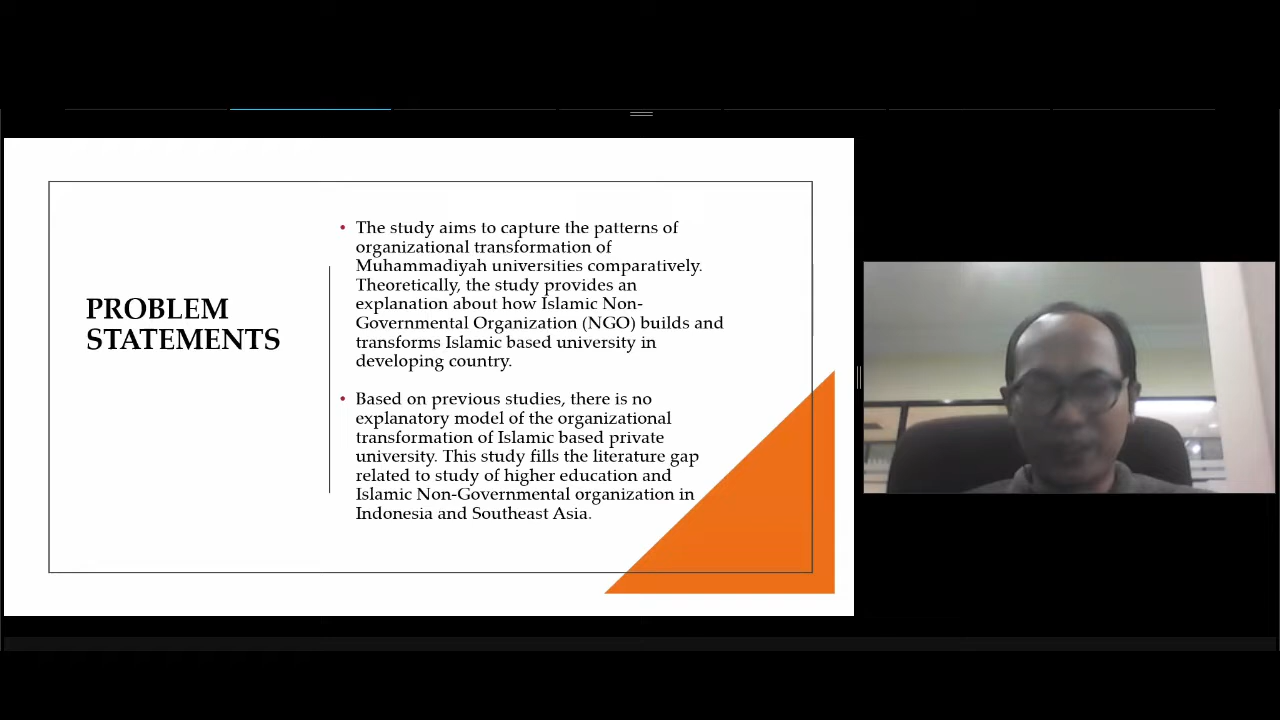 PROBLEM
STATEMENTS
• The study aims to capture the patterns of
organizational transformation of
Muhammadiyah universities comparatively.
Theoretically, the study provides an
explanation about how Islamic Non-
Governmental Organization (NGO) builds and
transforms Islamic based university in
developing country.
• Based on previous studies, there is no
explanatory model of the organizational
transformation of Islamic based private
university. This study fills the literature gap
related to study of higher education and
Islamic Non-Governmental organization in
Indonesia and Southeast Asia.